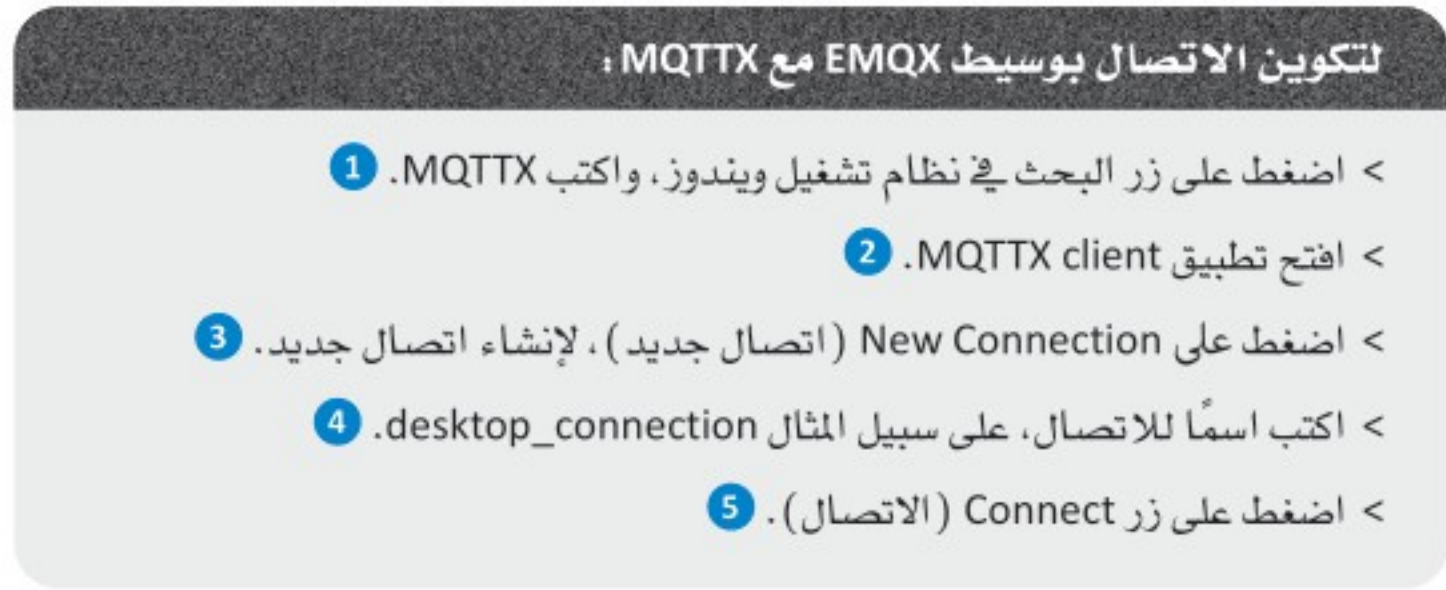 لتكوين الاتصال بوسيط EMQX مع MQTTX :
> اضغط على زر البحث في نظام تشغيل ويندوز، واكتب MQTTX. 1
> افتح تطبيق MQTTX client. 2
> اضغط على New Connection (اتصال جديد)، لإنشاء اتصال جديد. 3
> اكتب اسمًا للاتصال، على سبيل المثال desktop_connection. 4
> اضغط على زر Connect (الاتصال). 5